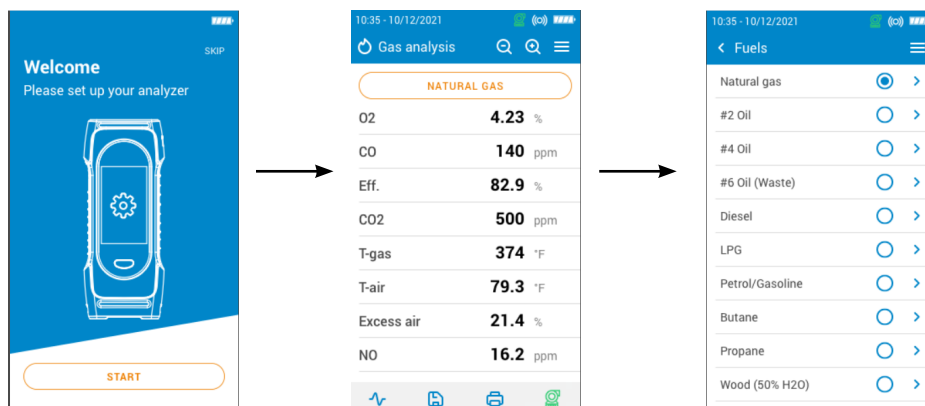 SKIP
Welcome
Please set up your analyzer
START
10:35 - 10/12/2021
Gas analysis
NATURAL GAS
O2 4.23 %
CO 140 ppm
Eff. 82.9 %
CO2 500 ppm
T-gas 374 °F
T-air 79.3 °F
Excess air 21.4 %
NO 16.2 ppm
10:35 - 10/12/2021
Fuels
Natural gas
#2 Oil
#4 Oil
#6 Oil (Waste)
Diesel
LPG
Petrol/Gasoline
Butane
Propane
Wood (50% H2O)